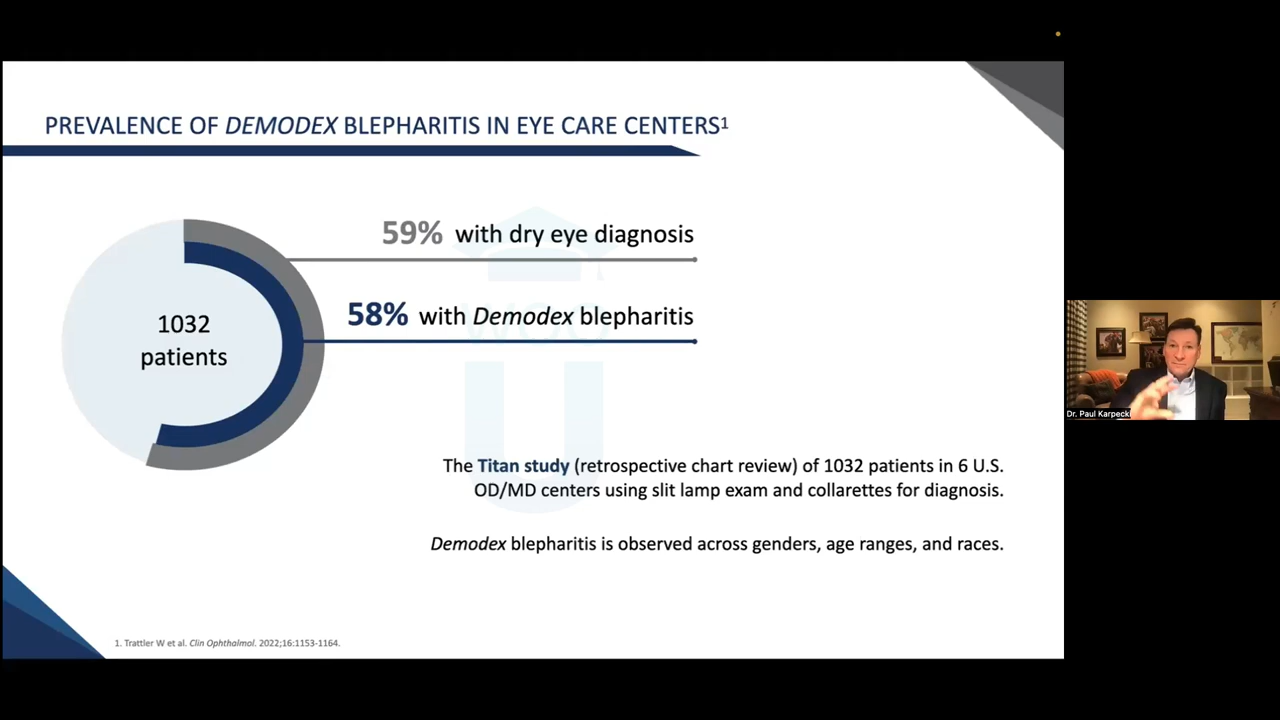 PREVALENCE OF DEMODEX BLEPHARITIS IN EYE CARE CENTERS1
59% with dry eye diagnosis
58% with Demodex blepharitis
1032
patients
The Titan study (retrospective chart review) of 1032 patients in 6 U.S.
OD/MD centers using slit lamp exam and collarettes for diagnosis.
Demodex blepharitis is observed across genders, age ranges, and races.
1. Trattler W et al. Clin Ophthalmol. 2022;16:1153-1164.
Dr. Paul Karpecki